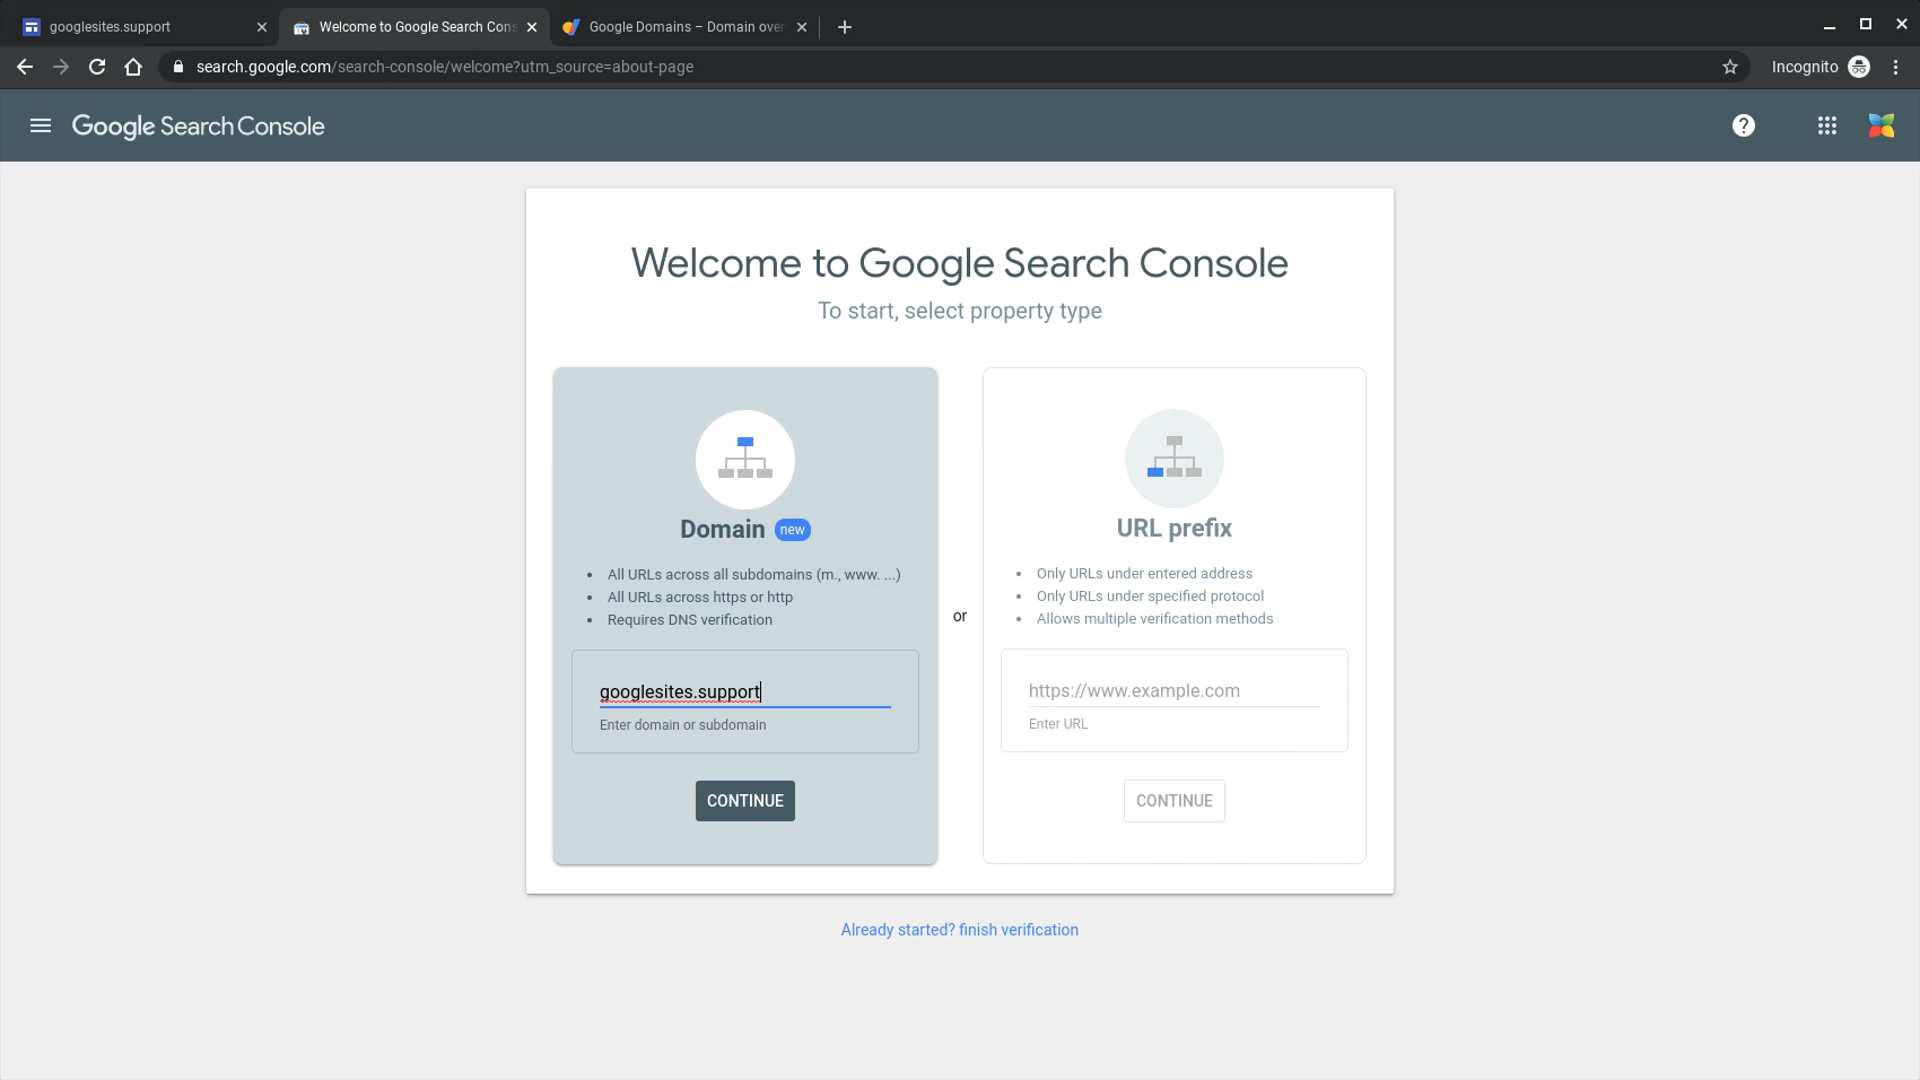 googlesites.support
Welcome to Google Search Cons
Google Domains – Domain over
search.google.com/search-console/welcome?utm_source=about-page
Incognito
Google Search Console
Welcome to Google Search Console
To start, select property type
Domain new
• All URLs across all subdomains (m., www. ...)
• All URLs across https or http
• Requires DNS verification
googlesites.support
Enter domain or subdomain
CONTINUE
or
URL prefix
• Only URLs under entered address
• Only URLs under specified protocol
• Allows multiple verification methods
https://www.example.com
Enter URL
CONTINUE
Already started? finish verification